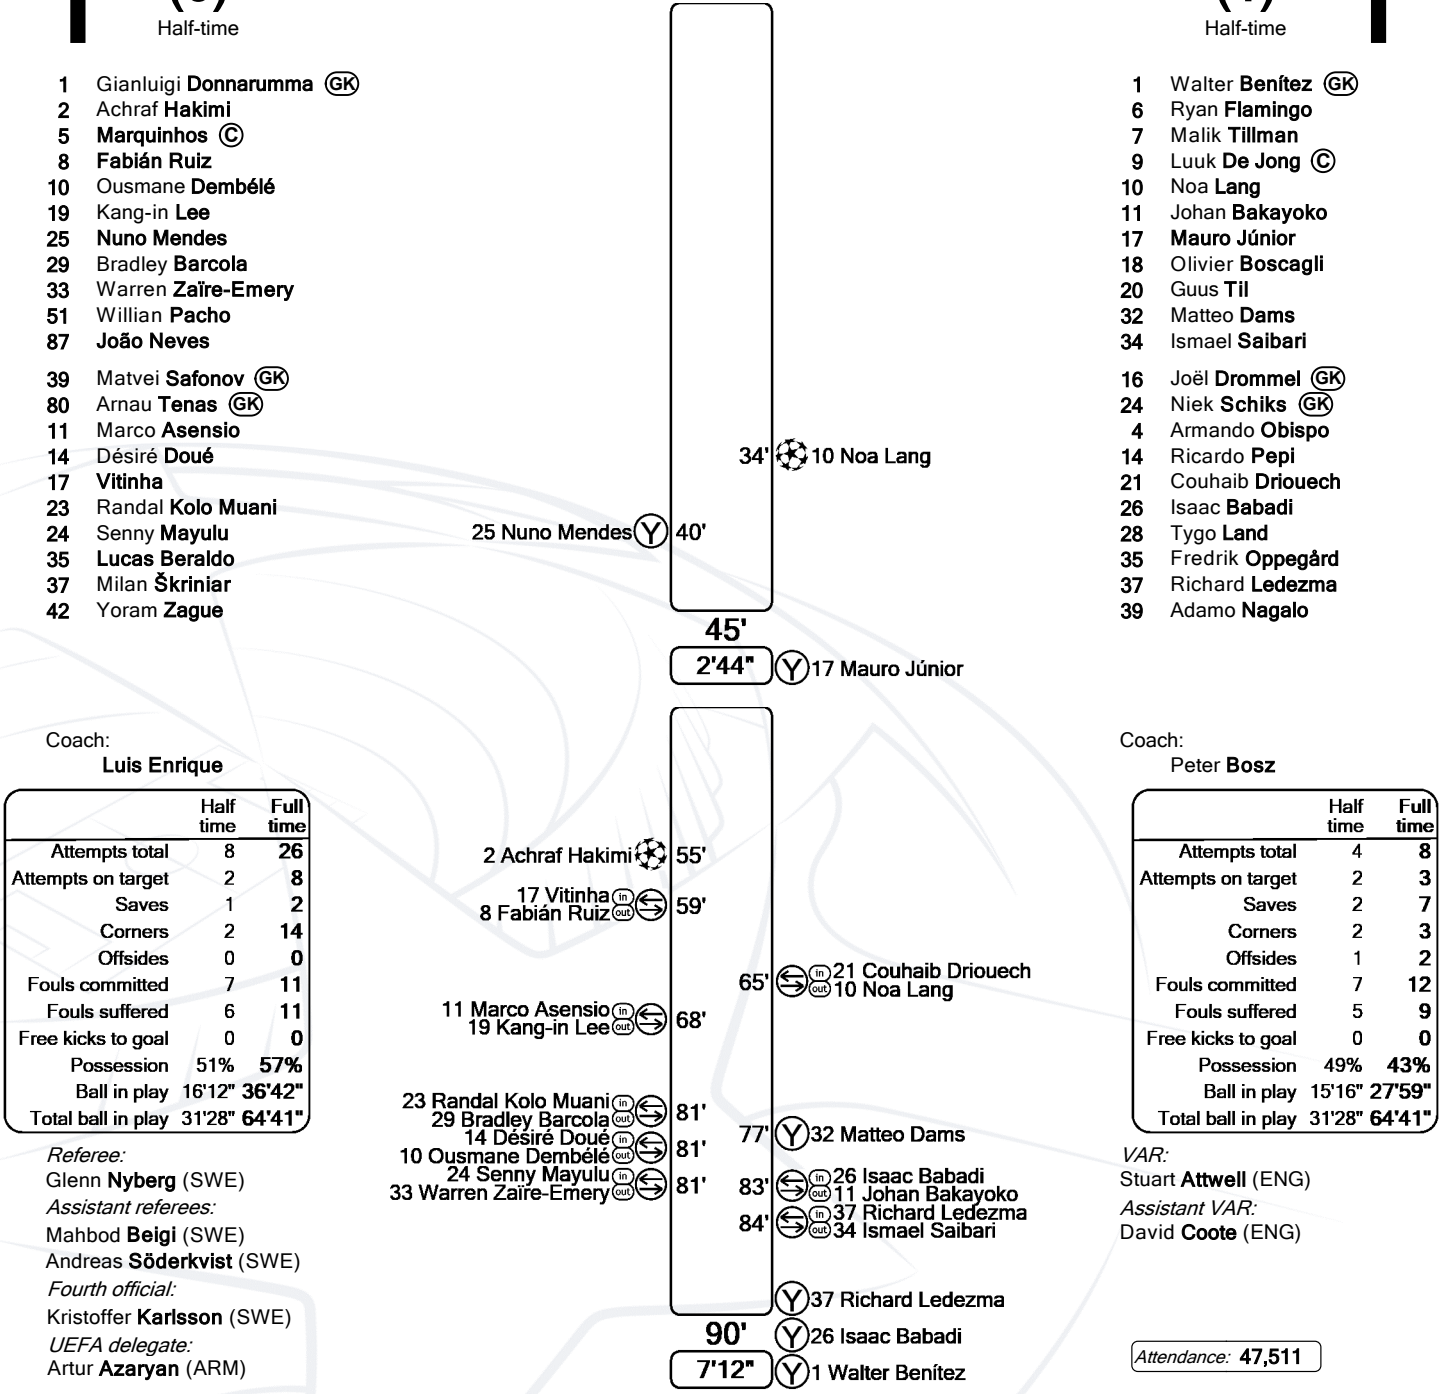 Half-time
1 Gianluigi Donnarumma GK
2 Achraf Hakimi
5 Marquinhos C
8 Fabián Ruiz
10 Ousmane Dembélé
19 Kang-in Lee
25 Nuno Mendes
29 Bradley Barcola
33 Warren Zaïre-Emery
51 Willian Pacho
87 João Neves
39 Matvei Safonov GK
80 Arnau Tenas GK
11 Marco Asensio
14 Désiré Doué
17 Vitinha
23 Randal Kolo Muani
24 Senny Mayulu
35 Lucas Beraldo
37 Milan Škriniar
42 Yoram Zague
Coach:
Luis Enrique
Half time Full time
Attempts total 8 26
Attempts on target 2 8
Saves 1 2
Corners 2 14
Offsides 0 0
Fouls committed 7 11
Fouls suffered 6 11
Free kicks to goal 0 0
Possession 51% 57%
Ball in play 16'12" 36'42"
Total ball in play 31'28" 64'41"
Referee:
Glenn Nyberg (SWE)
Assistant referees:
Mahbod Beigi (SWE)
Andreas Söderkvist (SWE)
Fourth official:
Kristoffer Karlsson (SWE)
UEFA delegate:
Artur Azaryan (ARM)
34' 10 Noa Lang
25 Nuno Mendes Y 40'
45'
2'44" Y 17 Mauro Júnior
2 Achraf Hakimi 55'
17 Vitinha in
8 Fabián Ruiz out 59'
65' in 21 Couhaib Driouech
out 10 Noa Lang
11 Marco Asensio in
19 Kang-in Lee out 68'
23 Randal Kolo Muani in
29 Bradley Barcola out 81'
14 Désiré Doué in
10 Ousmane Dembélé out 81'
24 Senny Mayulu in
33 Warren Zaïre-Emery out 81'
77' Y 32 Matteo Dams
83' in 26 Isaac Babadi
out 11 Johan Bakayoko
84' in 37 Richard Ledezma
out 34 Ismael Saibari
Y 37 Richard Ledezma
90' Y 26 Isaac Babadi
7'12" Y 1 Walter Benítez
Half-time
1 Walter Benítez GK
6 Ryan Flamingo
7 Malik Tillman
9 Luuk De Jong C
10 Noa Lang
11 Johan Bakayoko
17 Mauro Júnior
18 Olivier Boscagli
20 Guus Til
32 Matteo Dams
34 Ismael Saibari
16 Joël Drommel GK
24 Niek Schiks GK
4 Armando Obispo
14 Ricardo Pepi
21 Couhaib Driouech
26 Isaac Babadi
28 Tygo Land
35 Fredrik Oppegård
37 Richard Ledezma
39 Adamo Nagalo
Coach:
Peter Bosz
Half time Full time
Attempts total 4 8
Attempts on target 2 3
Saves 2 7
Corners 2 3
Offsides 1 2
Fouls committed 7 12
Fouls suffered 5 9
Free kicks to goal 0 0
Possession 49% 43%
Ball in play 15'16" 27'59"
Total ball in play 31'28" 64'41"
VAR:
Stuart Attwell (ENG)
Assistant VAR:
David Coote (ENG)
Attendance: 47,511